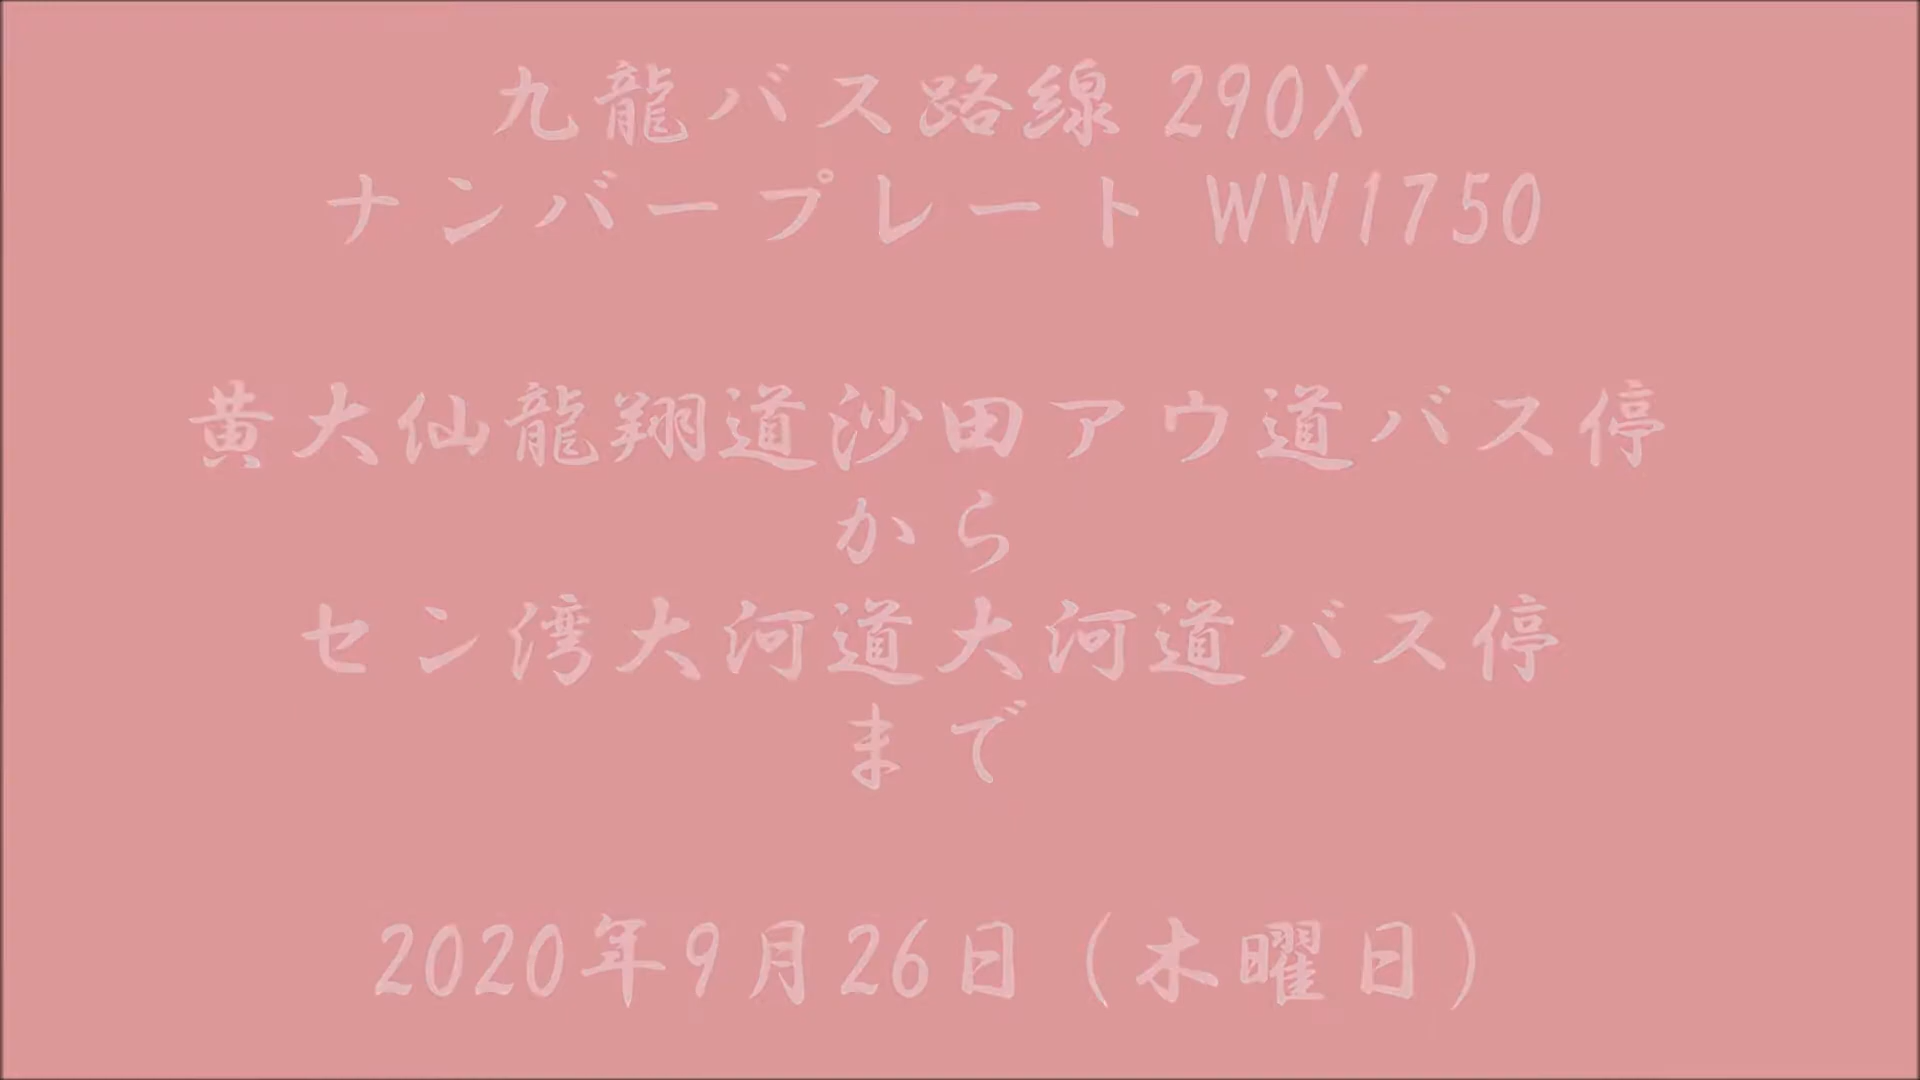 九龍バス路線 290X
ナンバープレート WW1750
黄大仙龍翔道沙田アウ道バス停
から
セン湾大河道大河道バス停
まで
2020年9月26日（木曜日）